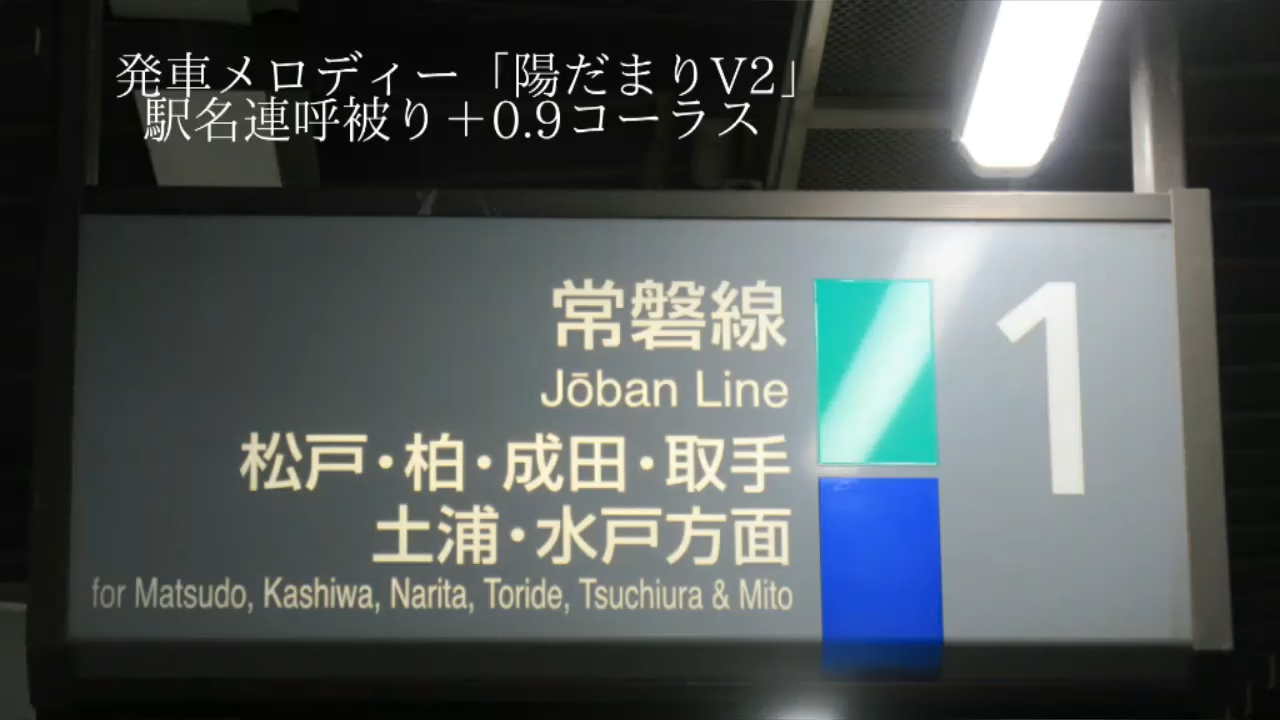 発車メロディー「陽だまりV2」
駅名連呼被り＋0.9コーラス
常磐線
1
Jōban Line
松戸・柏・成田・取手
土浦・水戸方面
for Matsudo, Kashiwa, Narita, Toride, Tsuchiura & Mito